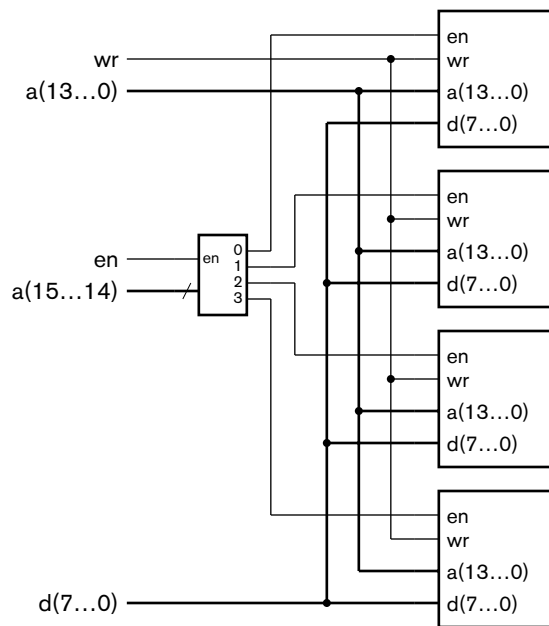 en
wr
wr
a(13…0)
a(13…0)
d(7…0)
en
wr
a(13…0)
d(7…0)
0
en
en
1
2
a(15…14)
3
en
wr
a(13…0)
d(7…0)
en
wr
a(13…0)
d(7…0)
d(7…0)